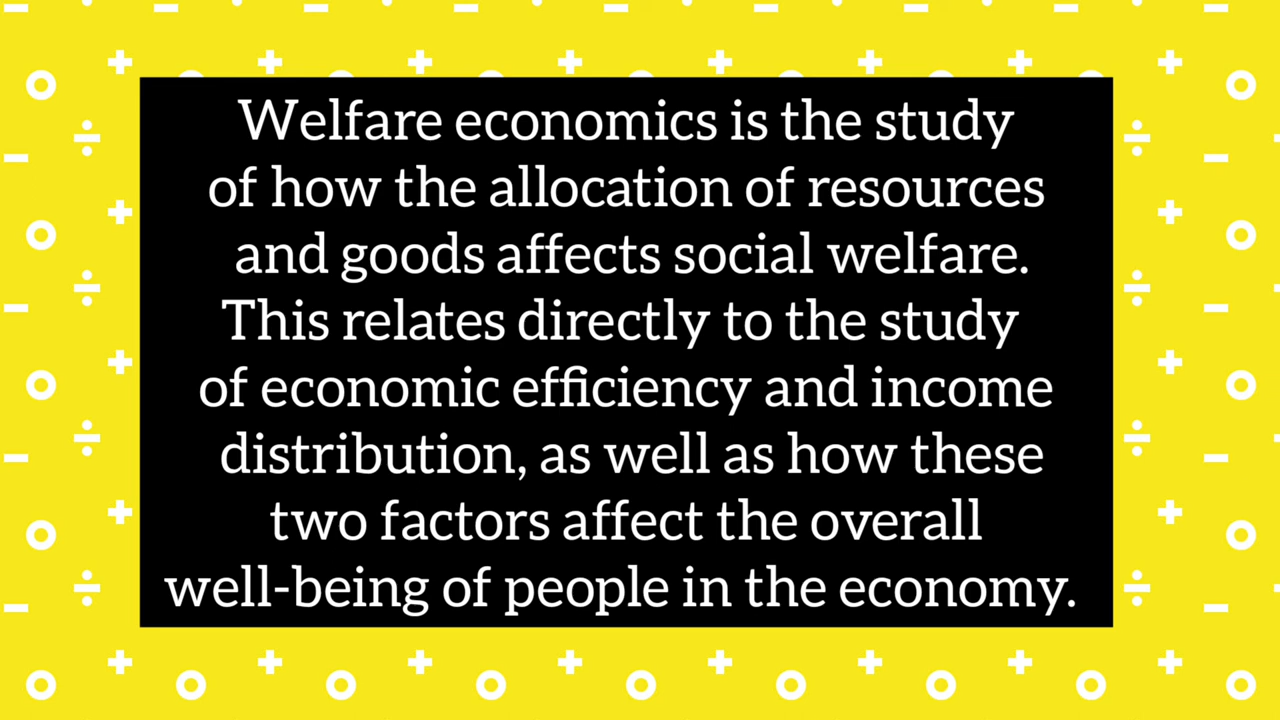 Welfare economics is the study
of how the allocation of resources
and goods affects social welfare.
This relates directly to the study
of economic efficiency and income
distribution, as well as how these
two factors affect the overall
well-being of people in the economy.